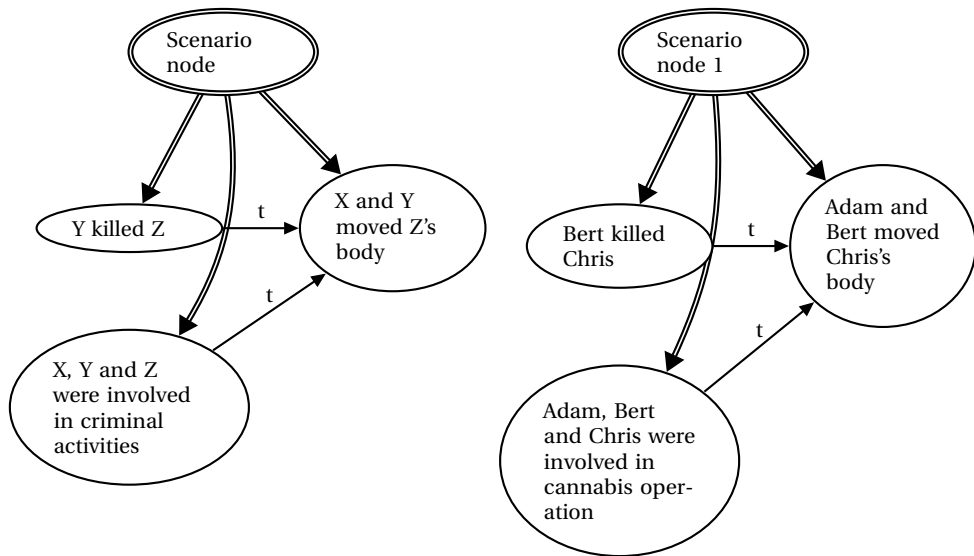 Scenario
node
Y killed Z
t
X and Y
moved Z's
body
t
X, Y and Z
were involved
in criminal
activities
Scenario
node 1
Bert killed
Chris
t
Adam and
Bert moved
Chris's
body
t
Adam, Bert
and Chris were
involved in
cannabis oper-
ation